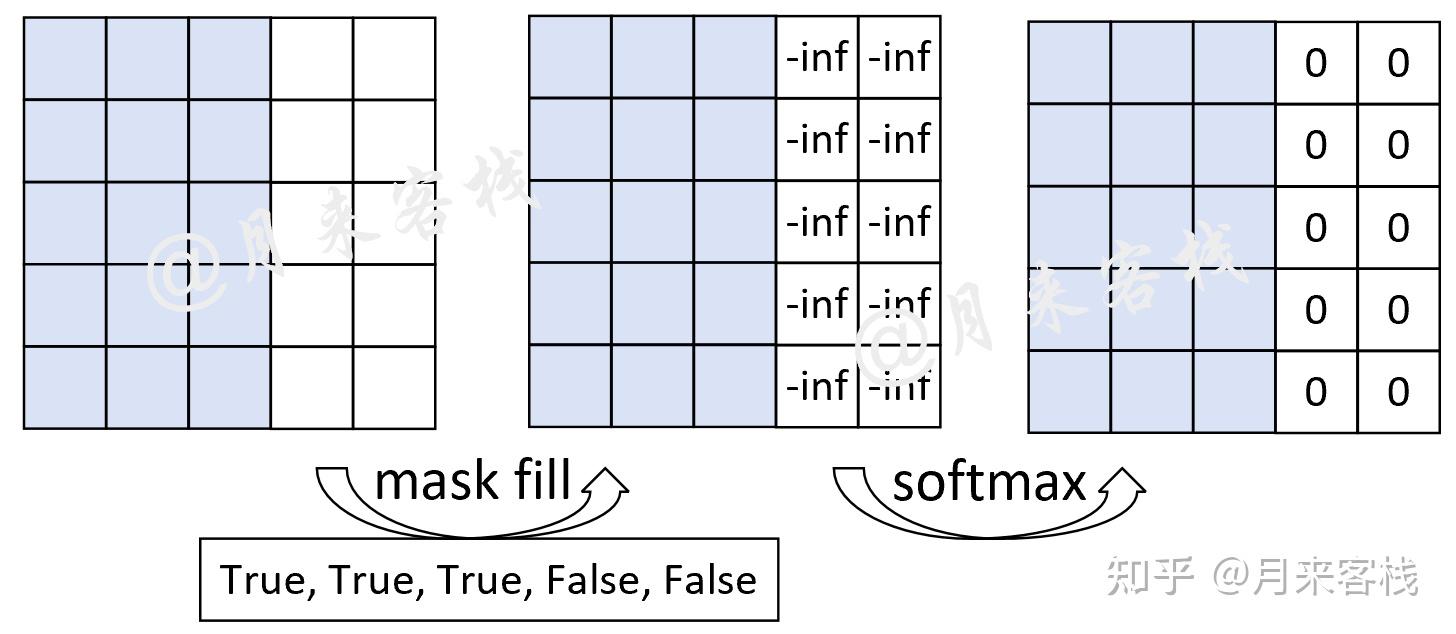 -inf -inf 0 0
-inf -inf 0 0
-inf -inf 0 0
-inf -inf 0 0
-inf -inf 0 0
@月来客栈
@月来客栈
mask fill softmax
True, True, True, False, False
知乎 @月来客栈